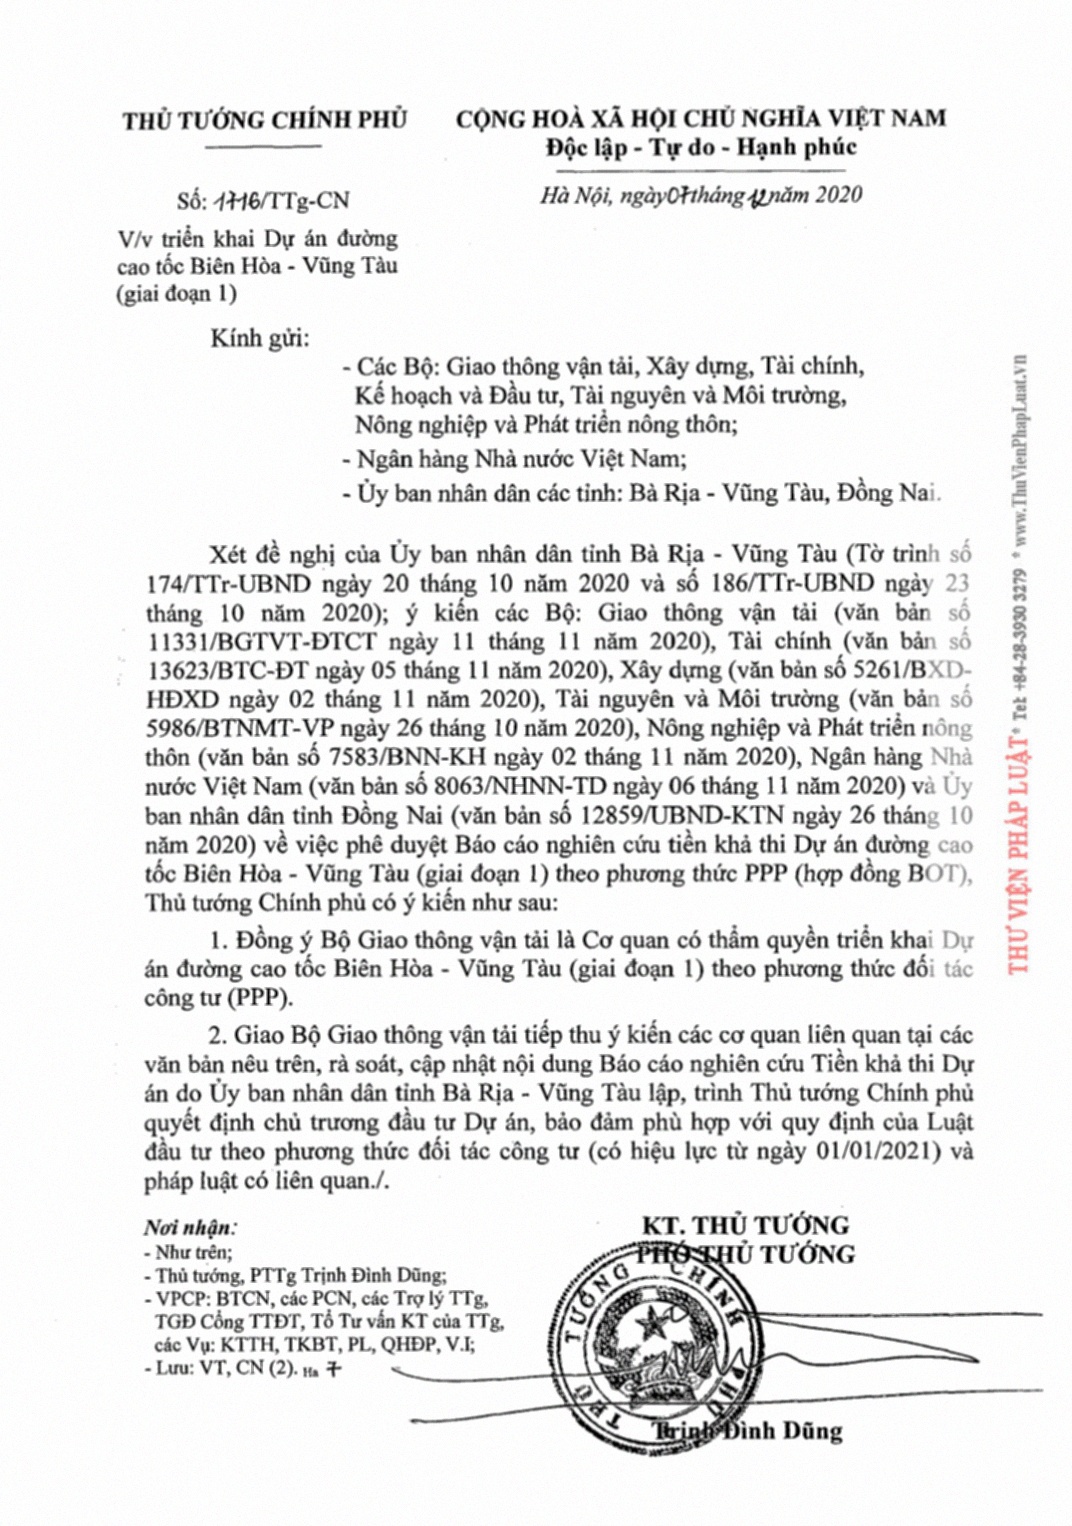 THỦ TƯỚNG CHÍNH PHỦ
CỘNG HOÀ XÃ HỘI CHỦ NGHĨA VIỆT NAM
Độc lập - Tự do - Hạnh phúc
Số: 1716/TTg-CN
Hà Nội, ngày 07 tháng 12 năm 2020
V/v triển khai Dự án đường
cao tốc Biên Hòa - Vũng Tàu
(giai đoạn 1)
Kính gửi:
- Các Bộ: Giao thông vận tải, Xây dựng, Tài chính,
Kế hoạch và Đầu tư, Tài nguyên và Môi trường,
Nông nghiệp và Phát triển nông thôn;
- Ngân hàng Nhà nước Việt Nam;
- Ủy ban nhân dân các tỉnh: Bà Rịa - Vũng Tàu, Đồng Nai.
Xét đề nghị của Ủy ban nhân dân tỉnh Bà Rịa - Vũng Tàu (Tờ trình số
174/TTr-UBND ngày 20 tháng 10 năm 2020 và số 186/TTr-UBND ngày 23
tháng 10 năm 2020); ý kiến các Bộ: Giao thông vận tải (văn bản số
11331/BGTVT-ĐTCT ngày 11 tháng 11 năm 2020), Tài chính (văn bản số
13623/BTC-ĐT ngày 05 tháng 11 năm 2020), Xây dựng (văn bản số 5261/BXD-
HĐXD ngày 02 tháng 11 năm 2020), Tài nguyên và Môi trường (văn bản số
5986/BTNMT-VP ngày 26 tháng 10 năm 2020), Nông nghiệp và Phát triển nông
thôn (văn bản số 7583/BNN-KH ngày 02 tháng 11 năm 2020), Ngân hàng Nhà
nước Việt Nam (văn bản số 8063/NHNN-TD ngày 06 tháng 11 năm 2020) và Ủy
ban nhân dân tỉnh Đồng Nai (văn bản số 12859/UBND-KTN ngày 26 tháng 10
năm 2020) về việc phê duyệt Báo cáo nghiên cứu tiền khả thi Dự án đường cao
tốc Biên Hòa - Vũng Tàu (giai đoạn 1) theo phương thức PPP (hợp đồng BOT),
Thủ tướng Chính phủ có ý kiến như sau:
1. Đồng ý Bộ Giao thông vận tải là Cơ quan có thẩm quyền triển khai Dự
án đường cao tốc Biên Hòa - Vũng Tàu (giai đoạn 1) theo phương thức đối tác
công tư (PPP).
2. Giao Bộ Giao thông vận tải tiếp thu ý kiến các cơ quan liên quan tại các
văn bản nêu trên, rà soát, cập nhật nội dung Báo cáo nghiên cứu Tiền khả thi Dự
án do Ủy ban nhân dân tỉnh Bà Rịa - Vũng Tàu lập, trình Thủ tướng Chính phủ
quyết định chủ trương đầu tư Dự án, bảo đảm phù hợp với quy định của Luật
đầu tư theo phương thức đối tác công tư (có hiệu lực từ ngày 01/01/2021) và
pháp luật có liên quan./.
Nơi nhận:
- Như trên;
- Thủ tướng, PTTg Trịnh Đình Dũng;
- VPCP: BTCN, các PCN, các Trợ lý TTg,
TGĐ Cổng TTĐT, Tổ Tư vấn KT của TTg,
các Vụ: KTTH, TKBT, PL, QHĐP, V.I;
- Lưu: VT, CN (2). Ha 7
KT. THỦ TƯỚNG
PHÓ THỦ TƯỚNG
THỦ TƯỚNG CHÍNH PHỦ
Trịnh Đình Dũng
THƯ VIỆN PHÁP LUẬT * Tel: +84-28-3930 3279 * www.ThuVienPhapLuat.vn